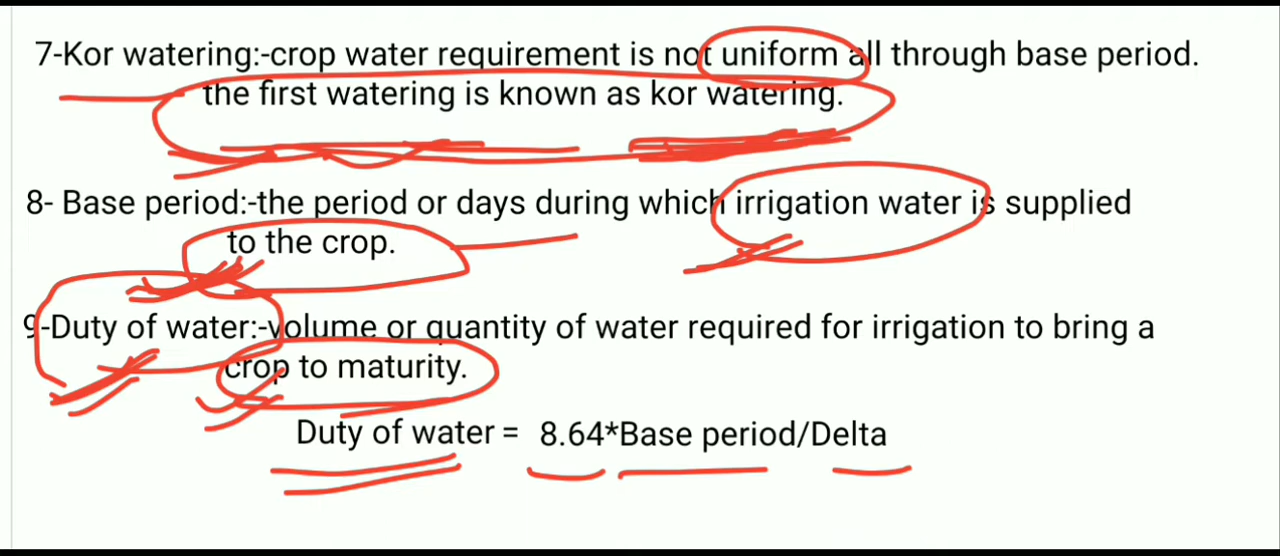 7-Kor watering:-crop water requirement is not uniform all through base period.
the first watering is known as kor watering.
8- Base period:-the period or days during which irrigation water is supplied
to the crop.
9-Duty of water:-volume or quantity of water required for irrigation to bring a
crop to maturity.
Duty of water = 8.64*Base period/Delta